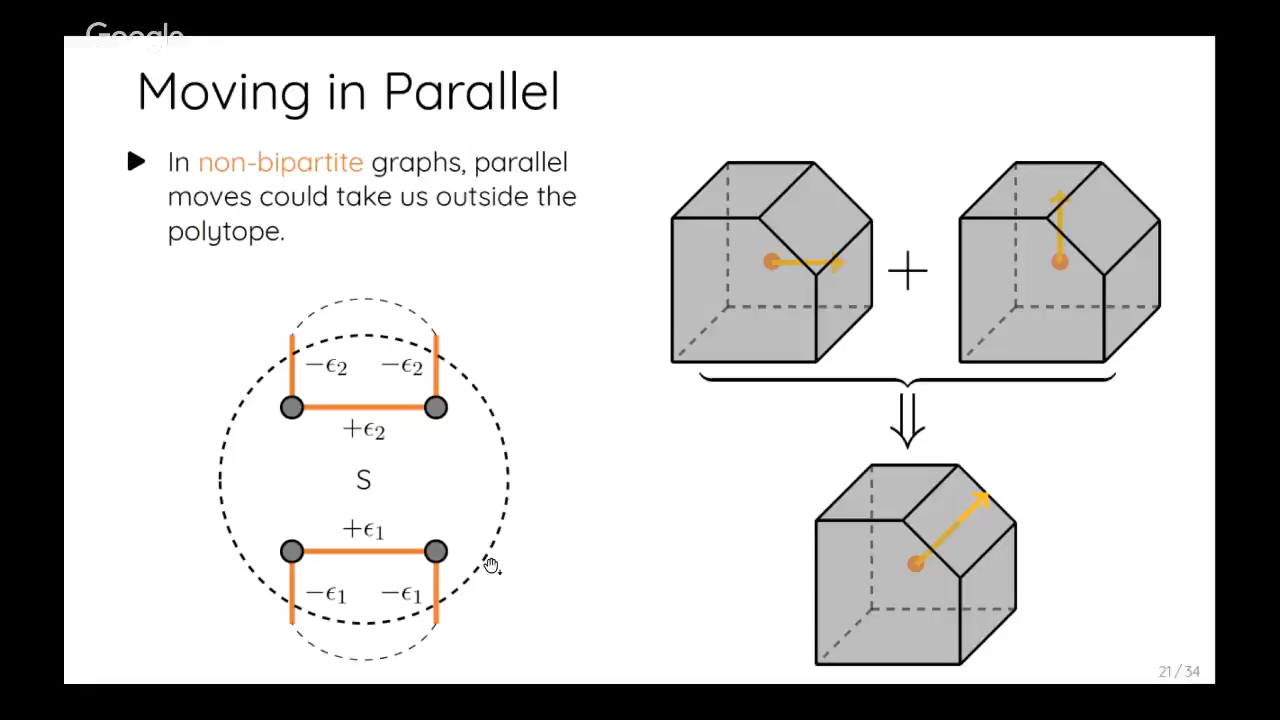 Google
Moving in Parallel
▶ In non-bipartite graphs, parallel
moves could take us outside the
polytope.
−ϵ₂ −ϵ₂
+ϵ₂
S
+ϵ₁
−ϵ₁ −ϵ₁
+
21/34